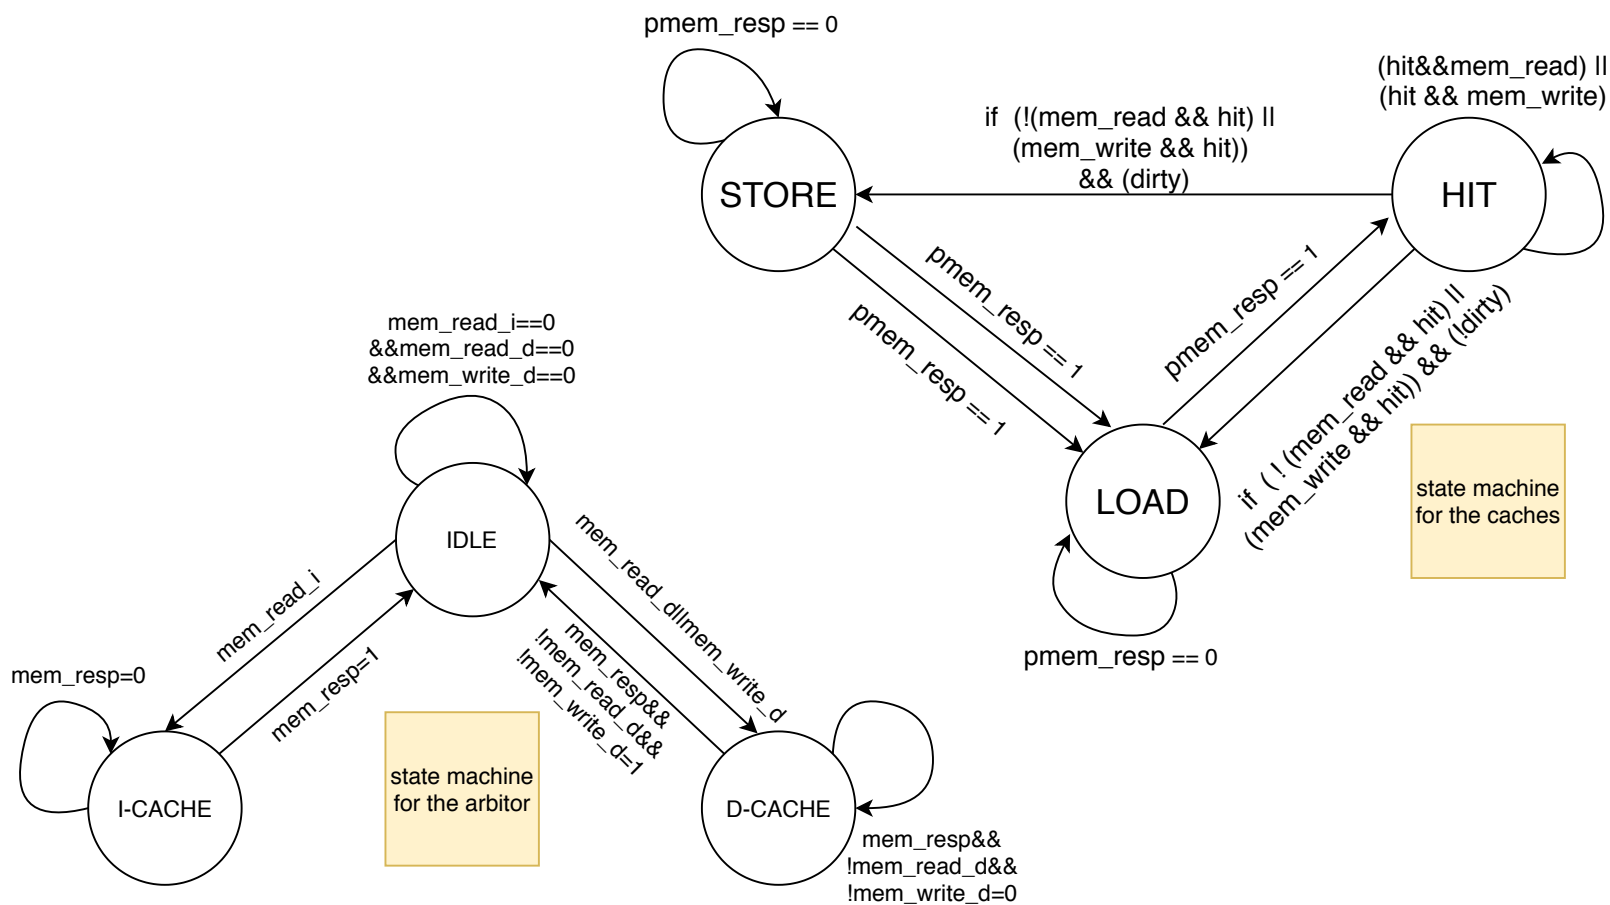 pmem_resp == 0
(hit&&mem_read) ||
(hit && mem_write)
if (!(mem_read && hit) ||
(mem_write && hit))
&& (dirty)
STORE
HIT
pmem_resp == 1
pmem_resp == 1
pmem_resp == 1
if ( ! (mem_read && hit) ||
(mem_write && hit)) && (!dirty)
LOAD
pmem_resp == 0
state machine
for the caches
mem_read_i==0
&&mem_read_d==0
&&mem_write_d==0
IDLE
mem_read_i
mem_resp=1
mem_read_d||mem_write_d
mem_resp&&
!mem_read_d&&
!mem_write_d=1
mem_resp=0
I-CACHE
state machine
for the arbitor
D-CACHE
mem_resp&&
!mem_read_d&&
!mem_write_d=0